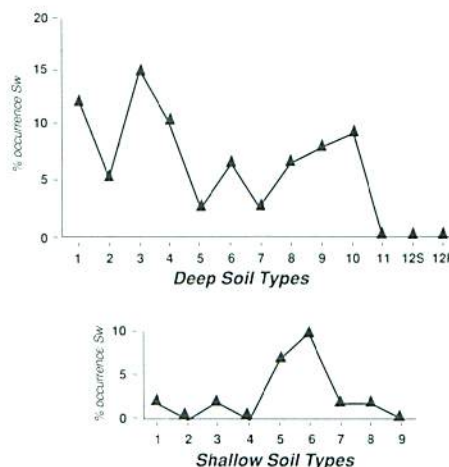 20
15
10
5
0
% occurrence Sw
1 2 3 4 5 6 7 8 9 10 11 12S 12F
Deep Soil Types
10
5
0
% occurrence Sw
1 2 3 4 5 6 7 8 9
Shallow Soil Types